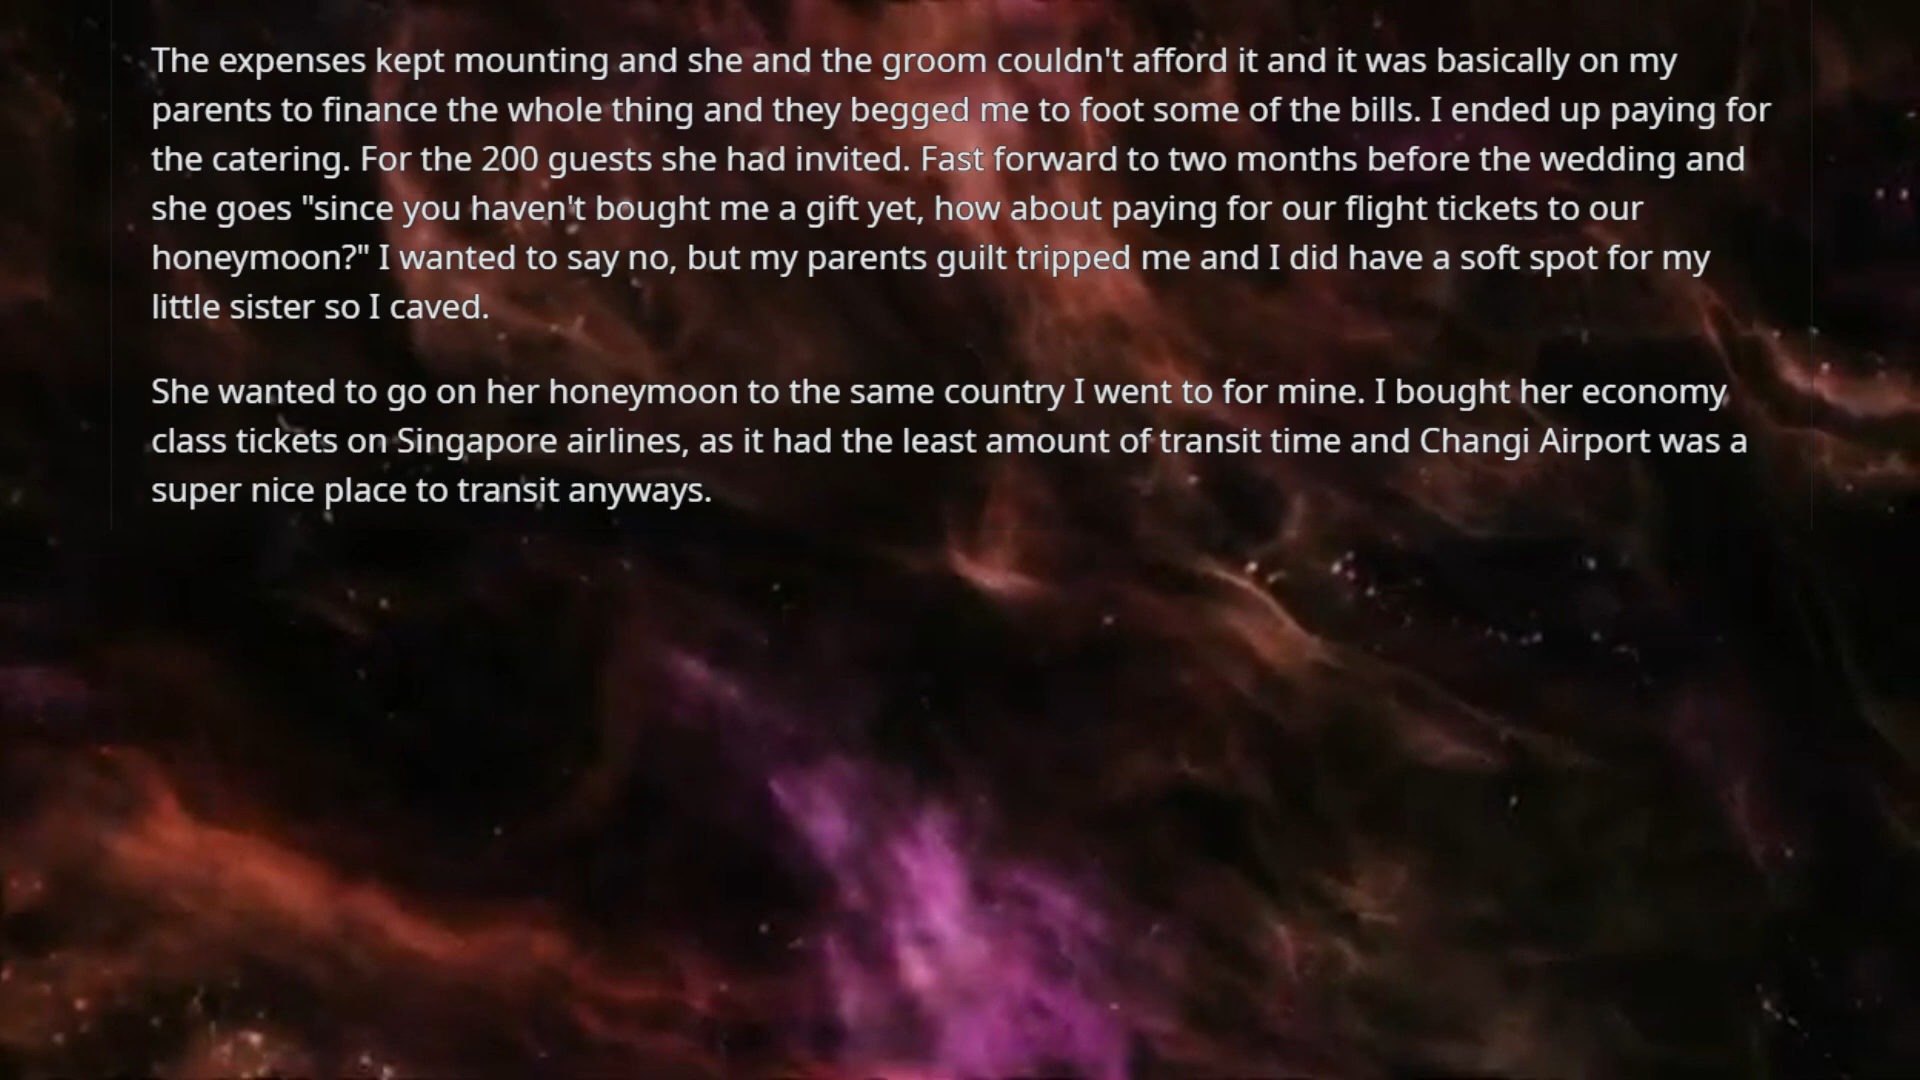 The expenses kept mounting and she and the groom couldn't afford it and it was basically on my
parents to finance the whole thing and they begged me to foot some of the bills. I ended up paying for
the catering. For the 200 guests she had invited. Fast forward to two months before the wedding and
she goes "since you haven't bought me a gift yet, how about paying for our flight tickets to our
honeymoon?" I wanted to say no, but my parents guilt tripped me and I did have a soft spot for my
little sister so I caved.
She wanted to go on her honeymoon to the same country I went to for mine. I bought her economy
class tickets on Singapore airlines, as it had the least amount of transit time and Changi Airport was a
super nice place to transit anyways.